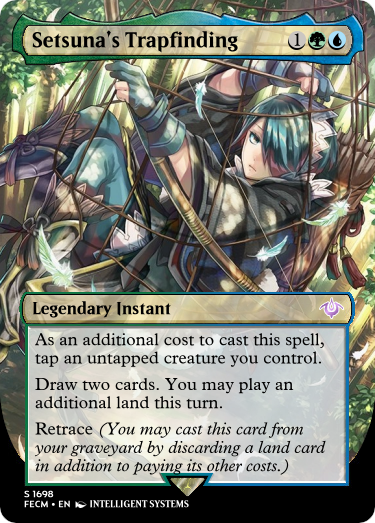 Setsuna's Trapfinding 1
Legendary Instant
As an additional cost to cast this spell,
tap an untapped creature you control.
Draw two cards. You may play an
additional land this turn.
Retrace (You may cast this card from
your graveyard by discarding a land card
in addition to paying its other costs.)
S 1698
FECM • EN INTELLIGENT SYSTEMS